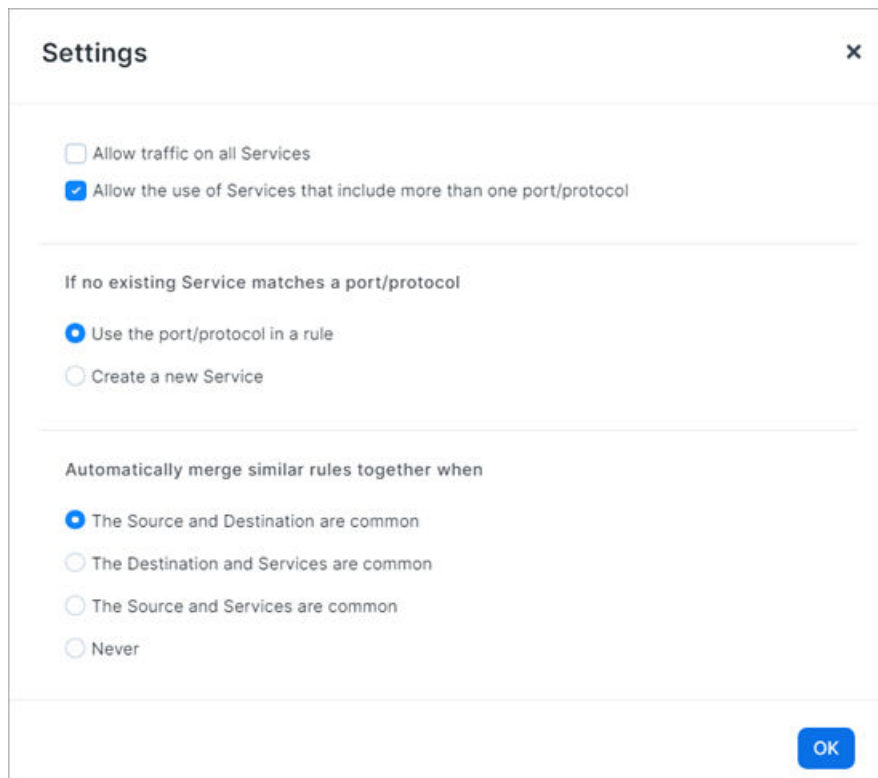 Settings
Allow traffic on all Services
Allow the use of Services that include more than one port/protocol
If no existing Service matches a port/protocol
Use the port/protocol in a rule
Create a new Service
Automatically merge similar rules together when
The Source and Destination are common
The Destination and Services are common
The Source and Services are common
Never
OK